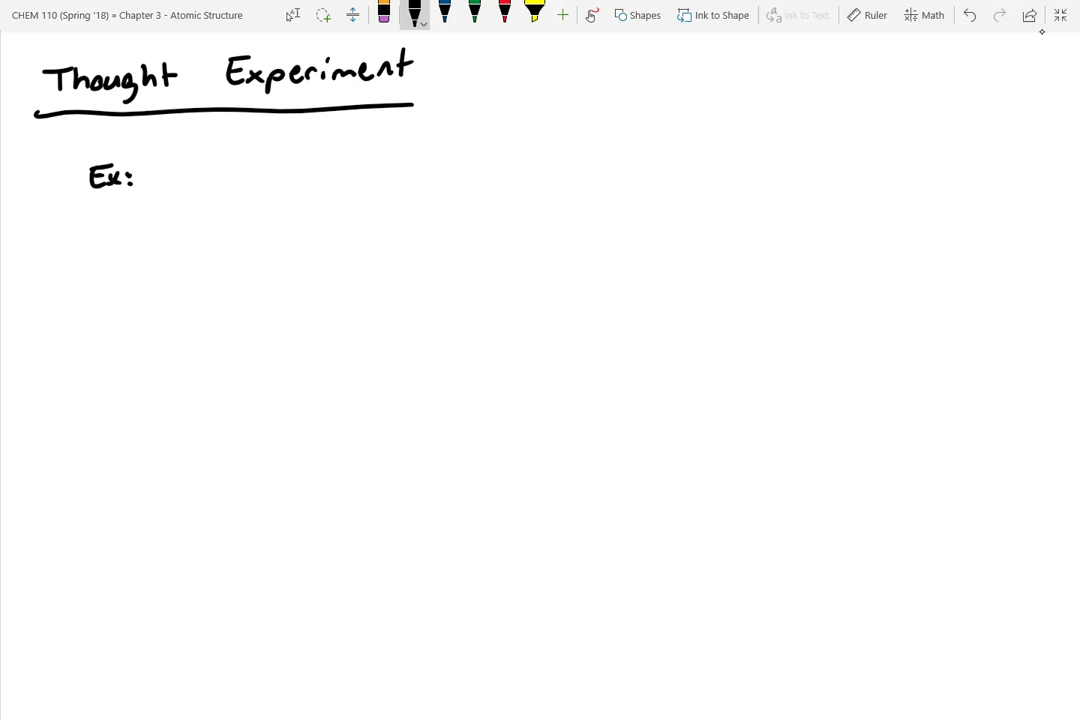 CHEM 110 (Spring '18) » Chapter 3 - Atomic Structure Shapes Ink to Shape Ink to Text Ruler Math
Thought Experiment
Ex: